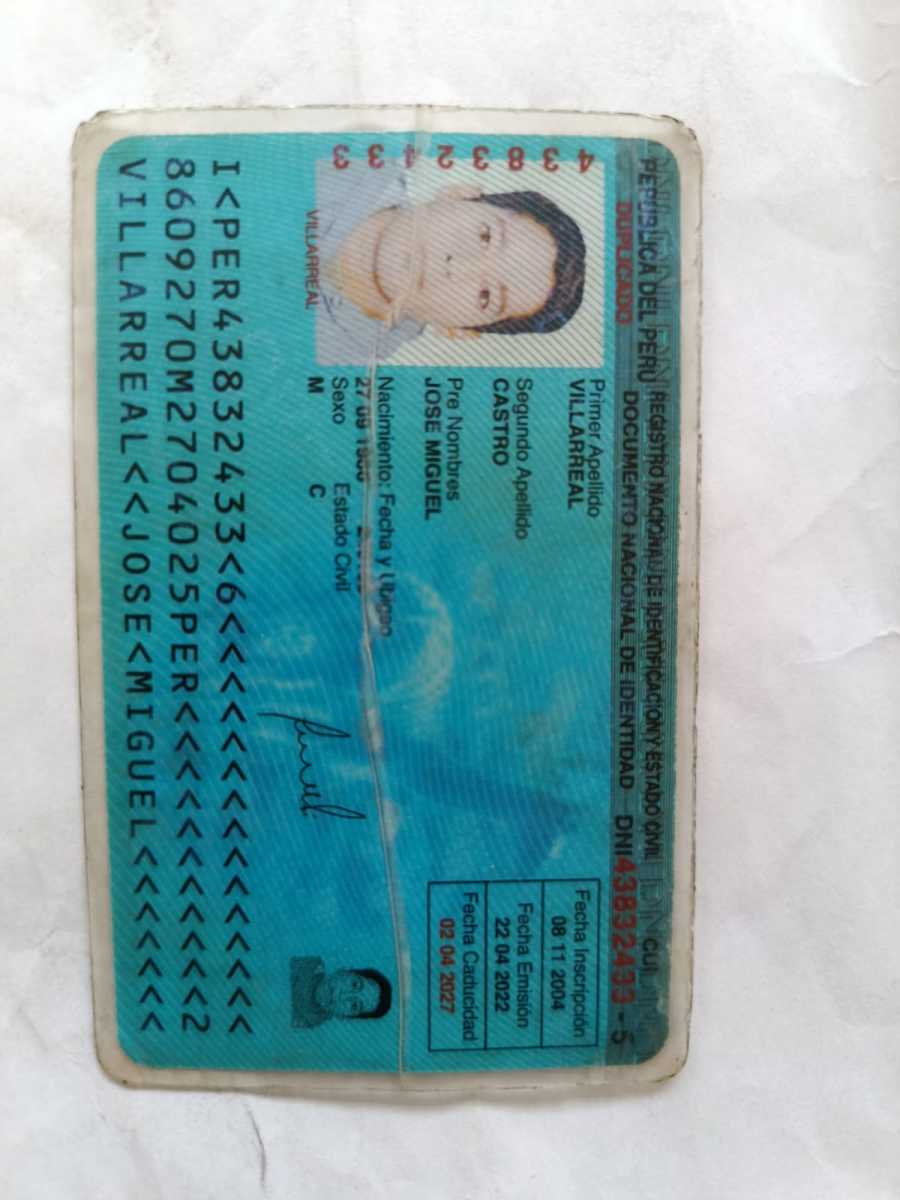 REPUBLICA DEL PERU REGISTRO NACIONAL DE IDENTIFICACION Y ESTADO CIVIL CUI
DUPLICADO DOCUMENTO NACIONAL DE IDENTIDAD DNI 43832433 - 5
43832433
VILLARREAL
Primer Apellido
VILLARREAL
Segundo Apellido
CASTRO
Pre Nombres
JOSE MIGUEL
Nacimiento: Fecha y Ubigeo
27 09
Sexo Estado Civil
M C
Fecha Inscripción
08 11 2004
Fecha Emisión
22 04 2022
Fecha Caducidad
02 04 2027
I<PER43832433<6<<<<<<<<<<<<<<<
8609270M2704025PER<<<<<<<<<<<2
VILLARREAL<<JOSE<MIGUEL<<<<<<<